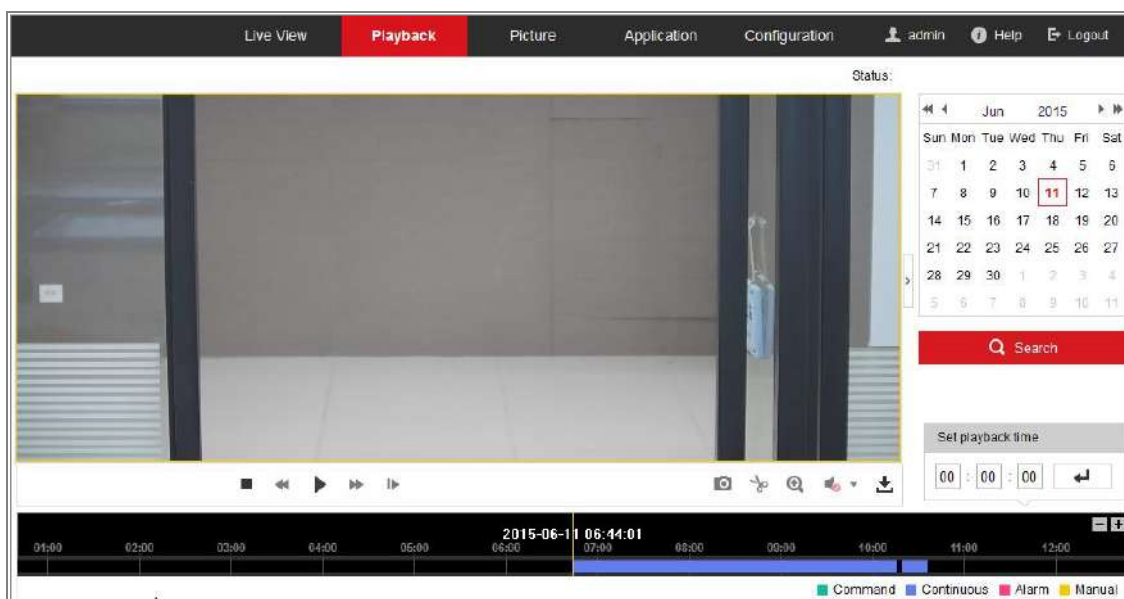 Live View Playback Picture Application Configuration admin Help Logout
Status:
Jun 2015
Sun Mon Tue Wed Thu Fri Sat
31 1 2 3 4 5 6
7 8 9 10 11 12 13
14 15 16 17 18 19 20
21 22 23 24 25 26 27
28 29 30 1 2 3 4
5 6 7 8 9 10 11
Search
Set playback time
00 : 00 : 00
2015-06-11 06:44:01
01:00 02:00 03:00 04:00 05:00 06:00 07:00 08:00 09:00 10:00 11:00 12:00
Command Continuous Alarm Manual